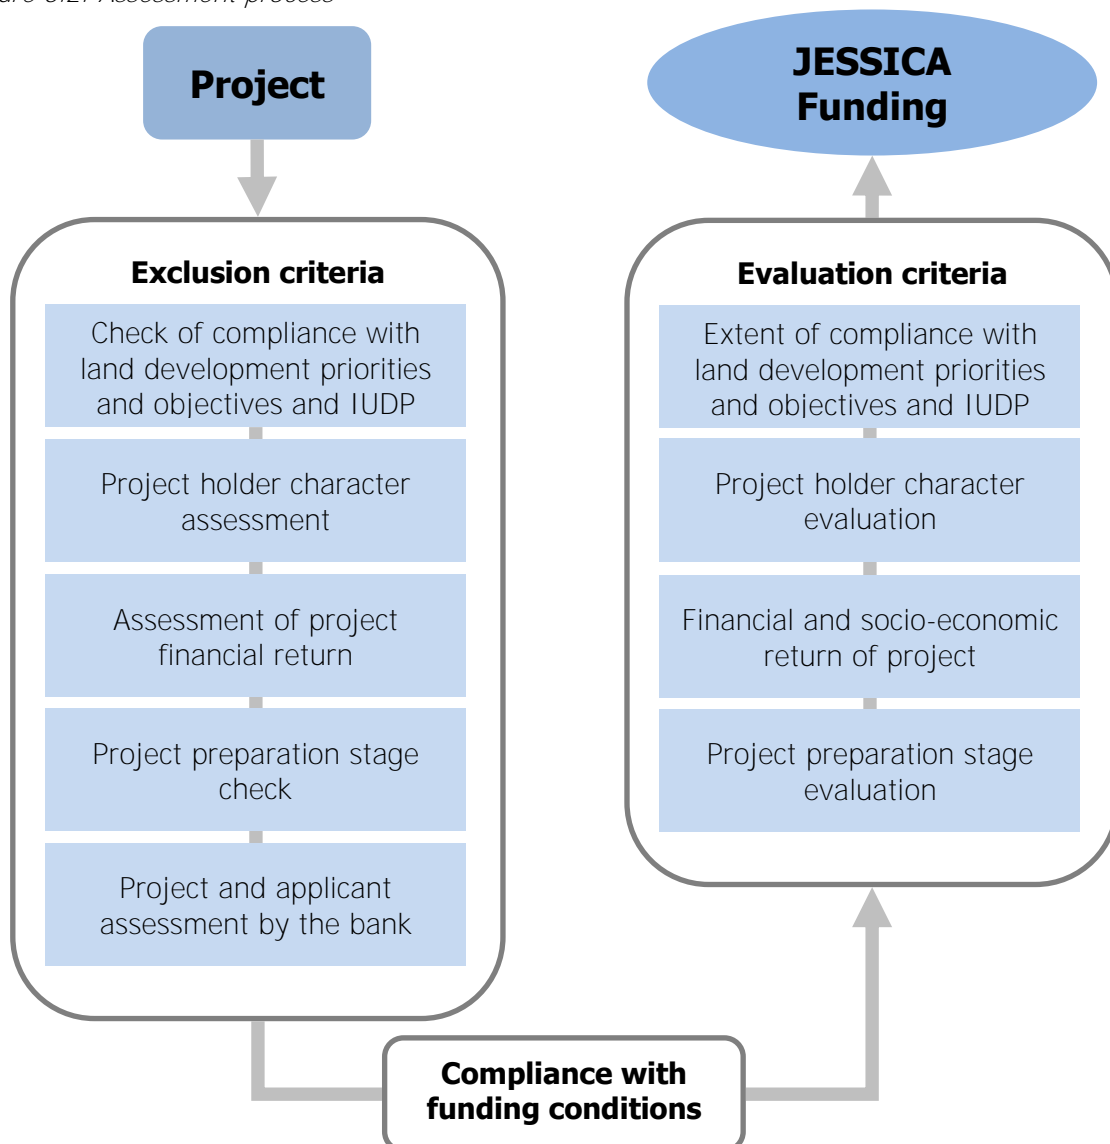 Assessment process
Project
JESSICA
Funding
Exclusion criteria
Check of compliance with
land development priorities
and objectives and IUDP
Project holder character
assessment
Assessment of project
financial return
Project preparation stage
check
Project and applicant
assessment by the bank
Evaluation criteria
Extent of compliance with
land development priorities
and objectives and IUDP
Project holder character
evaluation
Financial and socio-economic
return of project
Project preparation stage
evaluation
Compliance with
funding conditions